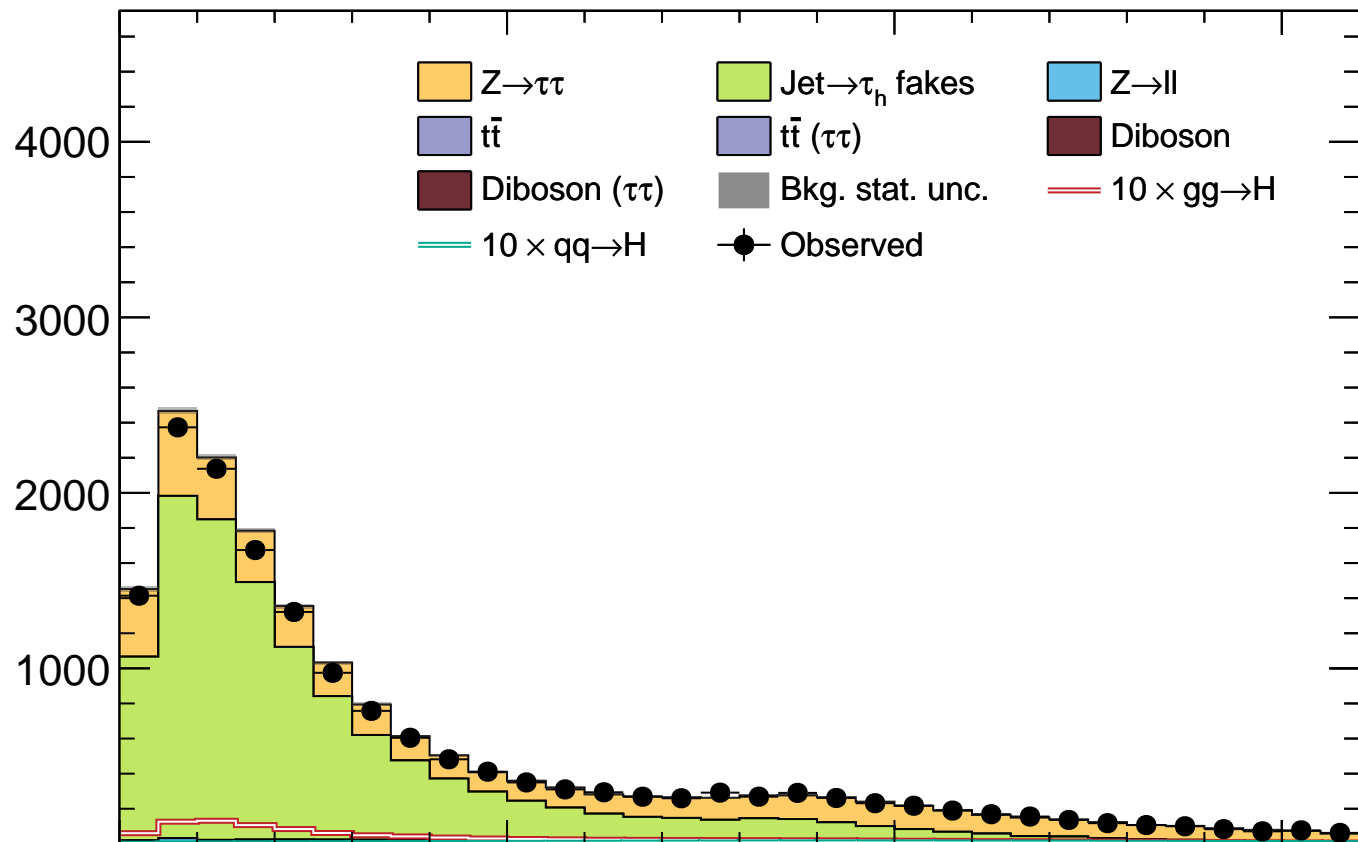 Z→ττ Jet→τₕ fakes Z→ll
4000 tt̄ tt̄ (ττ) Diboson
Diboson (ττ) Bkg. stat. unc. 10 × gg→H
10 × qq→H Observed
3000
2000
1000